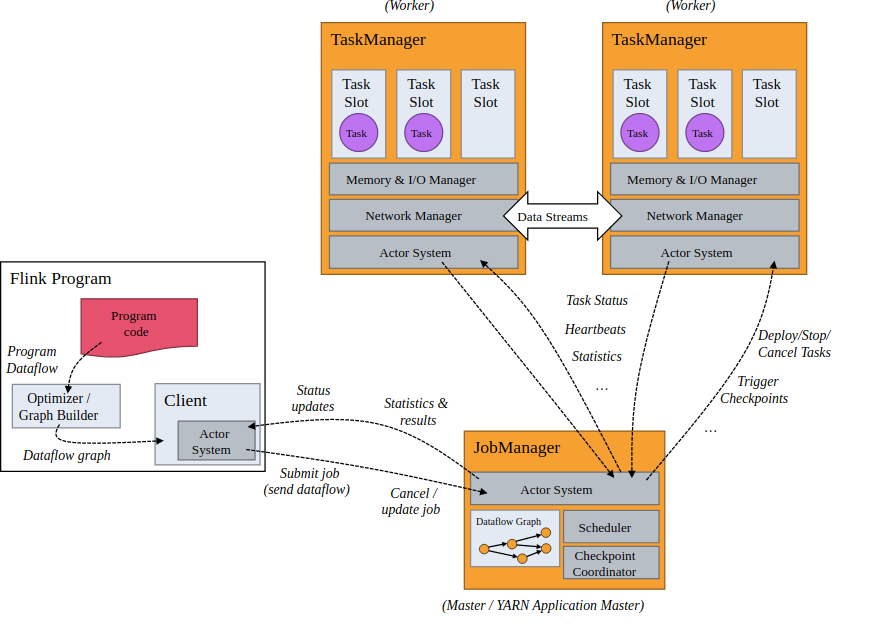 (Worker)
(Worker)
TaskManager
Task
Slot
Task
Task
Slot
Task
Task
Slot
Memory & I/O Manager
Network Manager
Actor System
TaskManager
Task
Slot
Task
Task
Slot
Task
Task
Slot
Memory & I/O Manager
Network Manager
Actor System
Data Streams
Flink Program
Program
code
Program
Dataflow
Optimizer /
Graph Builder
Dataflow graph
Client
Actor
System
Status
updates
Statistics &
results
Submit job
(send dataflow)
Cancel /
update job
Task Status
Heartbeats
Statistics
...
Deploy/Stop/
Cancel Tasks
Trigger
Checkpoints
...
JobManager
Actor System
Dataflow Graph
Scheduler
Checkpoint
Coordinator
(Master / YARN Application Master)